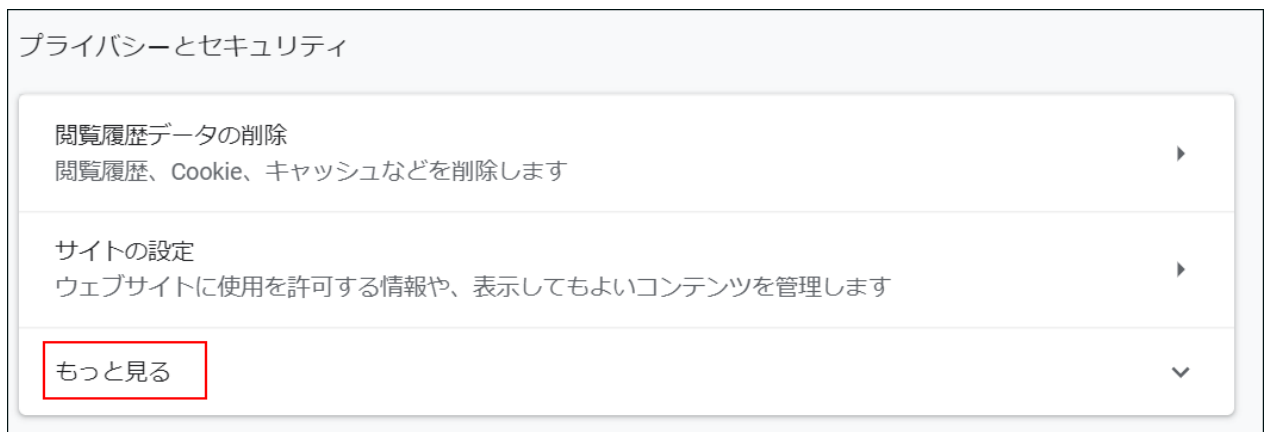 プライバシーとセキュリティ
閲覧履歴データの削除
閲覧履歴、Cookie、キャッシュなどを削除します
サイトの設定
ウェブサイトに使用を許可する情報や、表示してもよいコンテンツを管理します
もっと見る